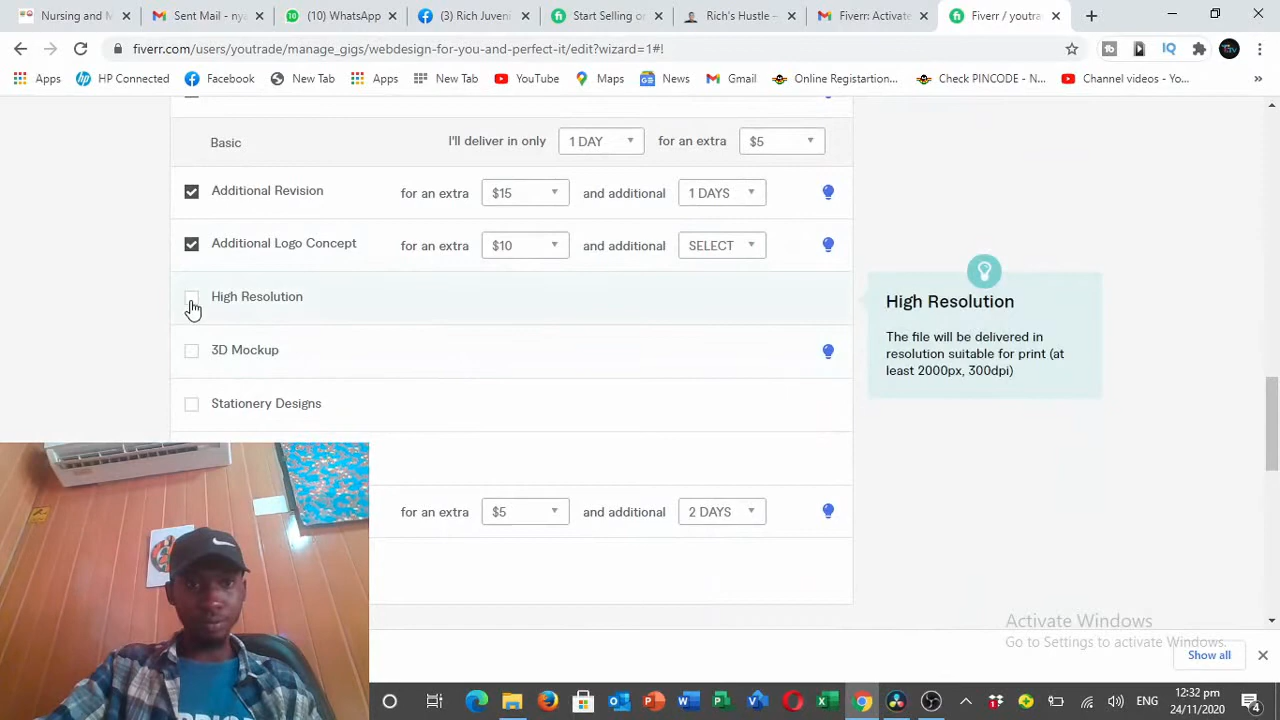 Nursing and M
Sent Mail - nya
(10) WhatsApp
(3) Rich Juven
Start Selling o
Rich's Hustle –
Fiverr: Activate
Fiverr / youtra
fiverr.com/users/youtrade/manage_gigs/webdesign-for-you-and-perfect-it/edit?wizard=1#!
Apps
HP Connected
Facebook
New Tab
Apps
New Tab
YouTube
Maps
News
Gmail
Online Registartion...
Check PINCODE - N...
Channel videos - Yo...
Basic I'll deliver in only 1 DAY for an extra $5
Additional Revision for an extra $15 and additional 1 DAYS
Additional Logo Concept for an extra $10 and additional SELECT
High Resolution
High Resolution
The file will be delivered in
resolution suitable for print (at
least 2000px, 300dpi)
3D Mockup
Stationery Designs
for an extra $5 and additional 2 DAYS
Activate Windows
Go to Settings to activate Windows.
Show all
ENG
12:32 pm
24/11/2020
4